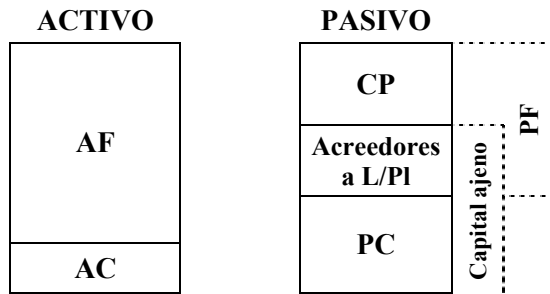 ACTIVO
PASIVO
AF
AC
CP
Acreedores
a L/Pl
PC
Capital ajeno
PF